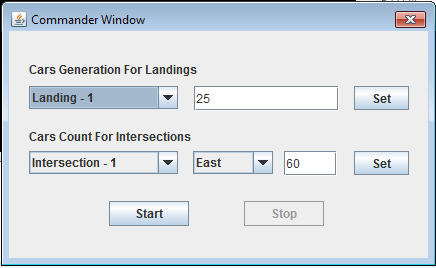 Commander Window
Cars Generation For Landings
Landing - 1 25 Set
Cars Count For Intersections
Intersection - 1 East 60 Set
Start Stop